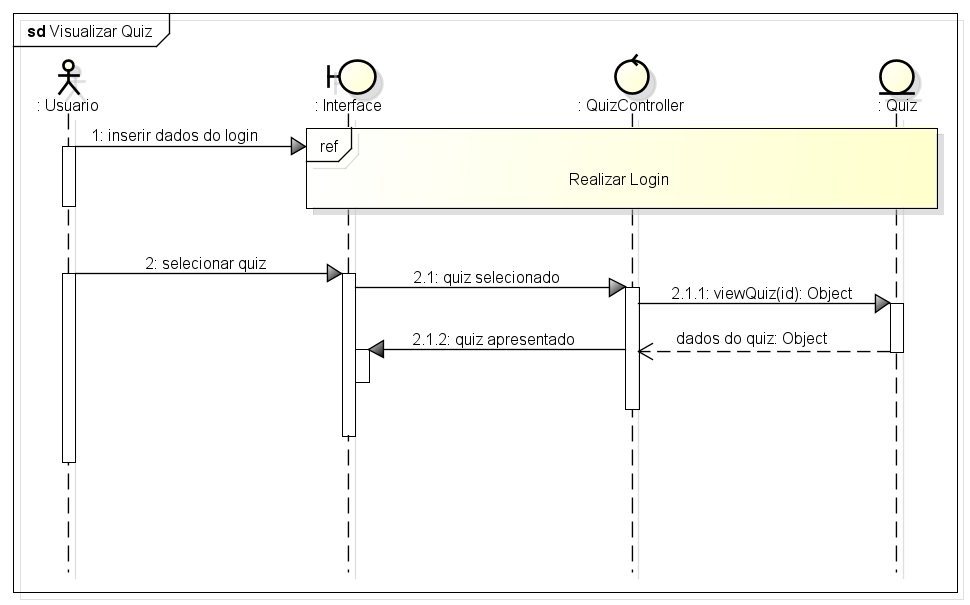 sd Visualizar Quiz
: Usuario
: Interface
: QuizController
: Quiz
1: inserir dados do login
ref
Realizar Login
2: selecionar quiz
2.1: quiz selecionado
2.1.1: viewQuiz(id): Object
2.1.2: quiz apresentado
dados do quiz: Object